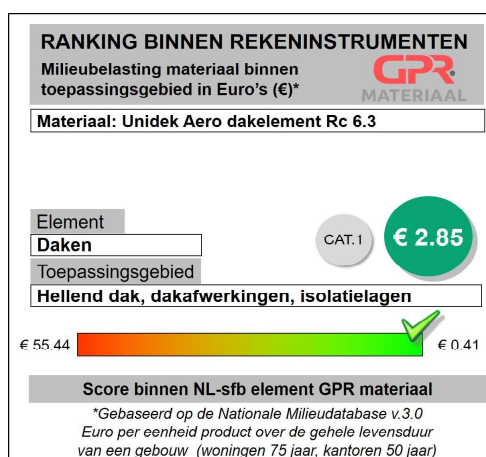 RANKING BINNEN REKENINSTRUMENTEN
Milieubelasting materiaal binnen
toepassingsgebied in Euro's (€)*
GPR
MATERIAAL
Materiaal: Unidek Aero dakelement Rc 6.3
Element
Daken
CAT.1
€ 2.85
Toepassingsgebied
Hellend dak, dakafwerkingen, isolatielagen
€ 55.44
€ 0.41
Score binnen NL-sfb element GPR materiaal
*Gebaseerd op de Nationale Milieudatabase v.3.0
Euro per eenheid product over de gehele levensduur
van een gebouw (woningen 75 jaar, kantoren 50 jaar)